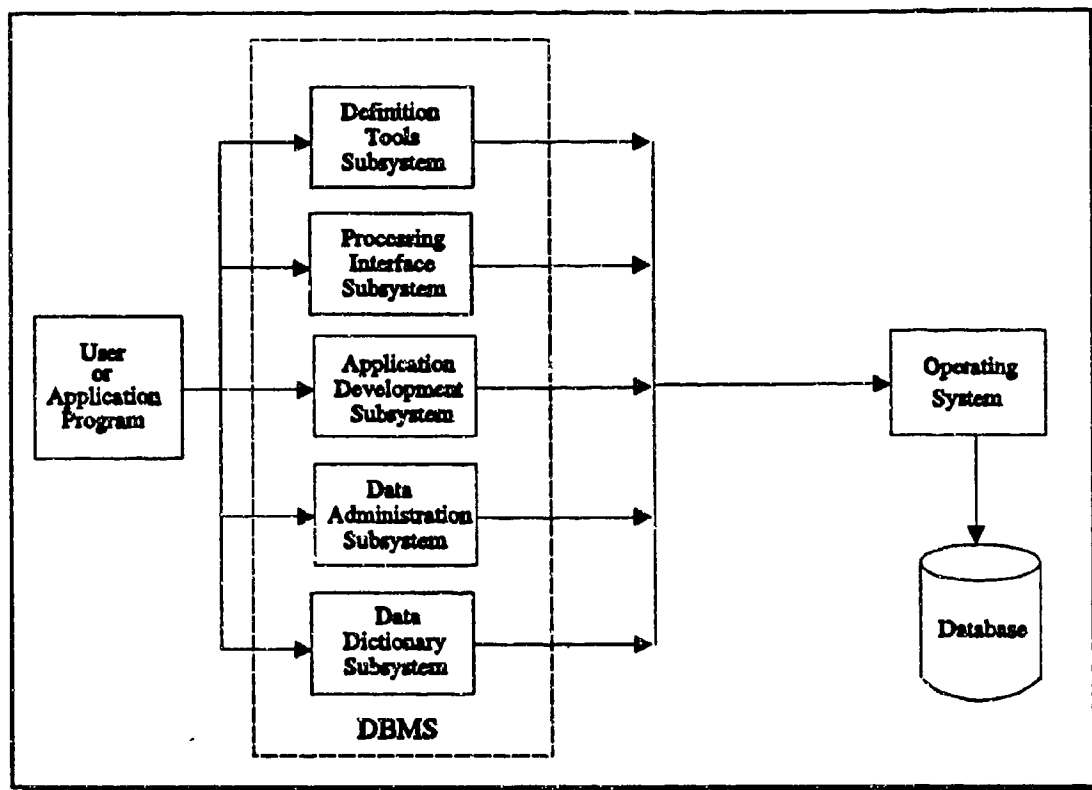 User
or
Application
Program
Definition
Tools
Subsystem
Processing
Interface
Subsystem
Application
Development
Subsystem
Data
Administration
Subsystem
Data
Dictionary
Subsystem
DBMS
Operating
System
Database